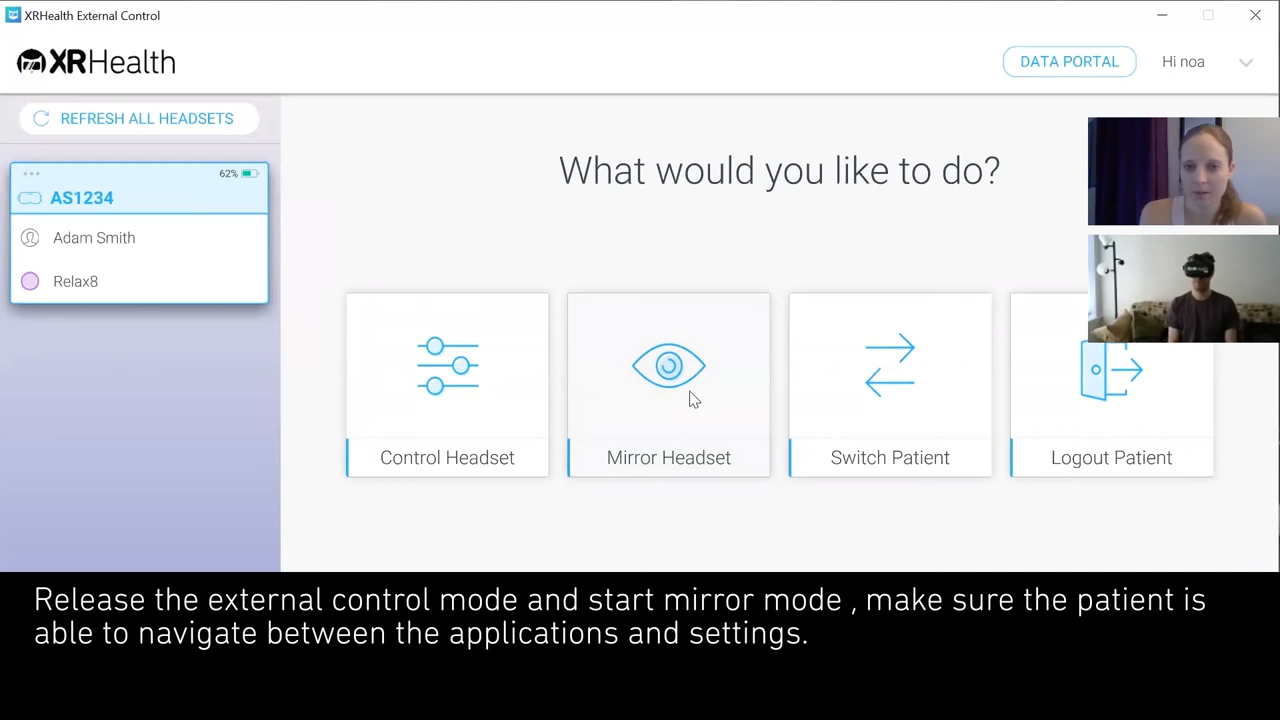 XRHealth External Control
XRHealth
DATA PORTAL
Hi noa
REFRESH ALL HEADSETS
62%
AS1234
Adam Smith
Relax8
What would you like to do?
Control Headset
Mirror Headset
Switch Patient
Logout Patient
Release the external control mode and start mirror mode , make sure the patient is
able to navigate between the applications and settings.